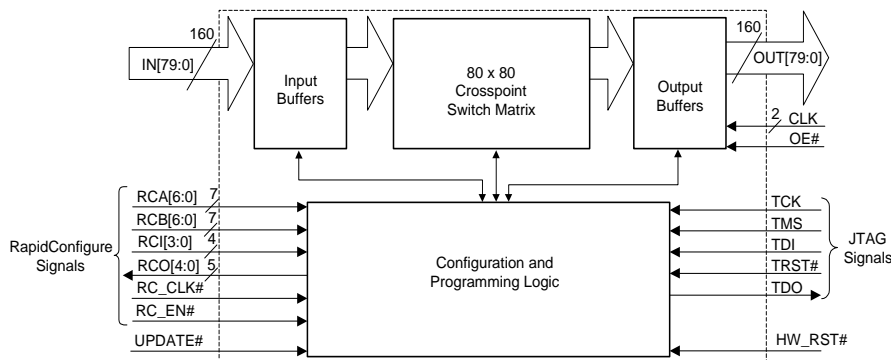 160
IN[79:0]
Input
Buffers
80 x 80
Crosspoint
Switch Matrix
Output
Buffers
160
OUT[79:0]
2
CLK
OE#
RapidConfigure
Signals
RCA[6:0]
7
RCB[6:0]
7
RCI[3:0]
4
RCO[4:0]
5
RC_CLK#
RC_EN#
UPDATE#
Configuration and
Programming Logic
TCK
TMS
TDI
TRST#
TDO
JTAG
Signals
HW_RST#